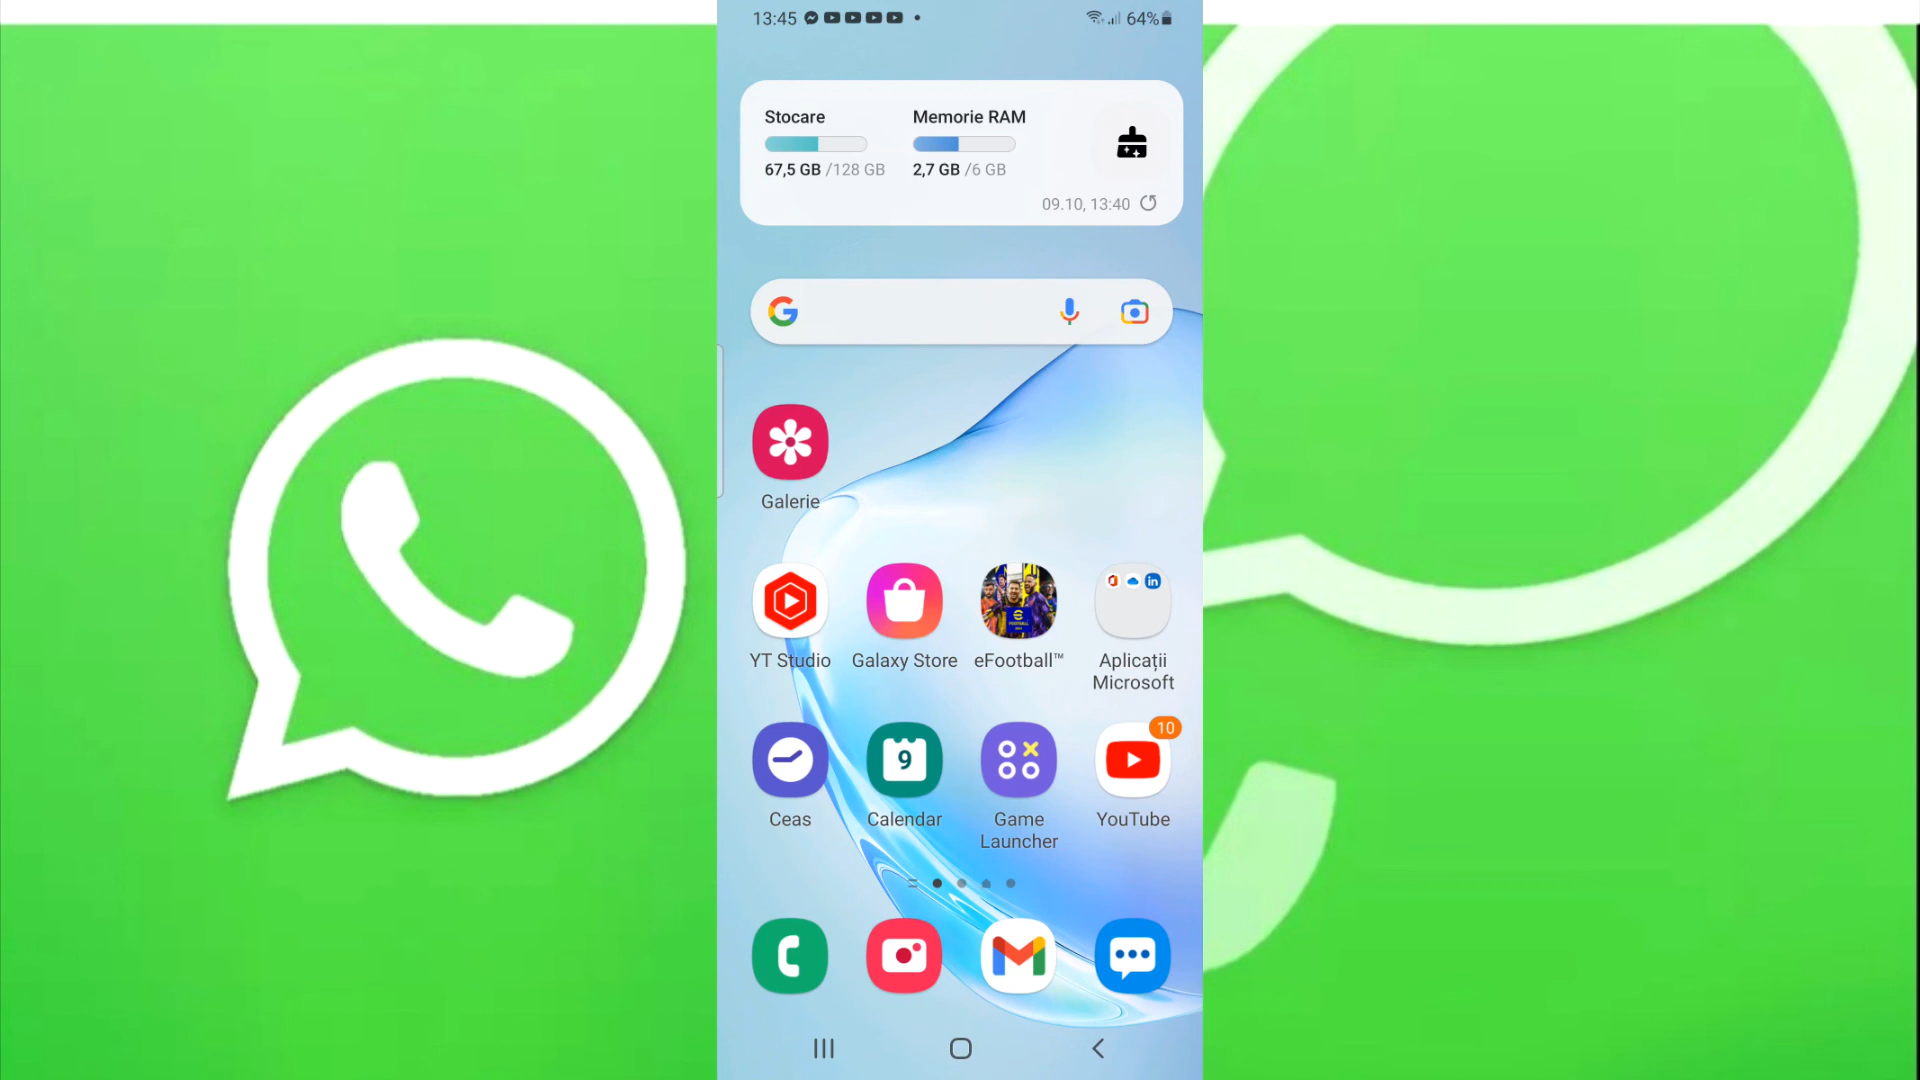 13:45 64%
Stocare Memorie RAM
67,5 GB /128 GB 2,7 GB /6 GB
09.10, 13:40
Galerie
YT Studio Galaxy Store eFootball™ Aplicații
Microsoft
10
9
Ceas Calendar Game YouTube
Launcher